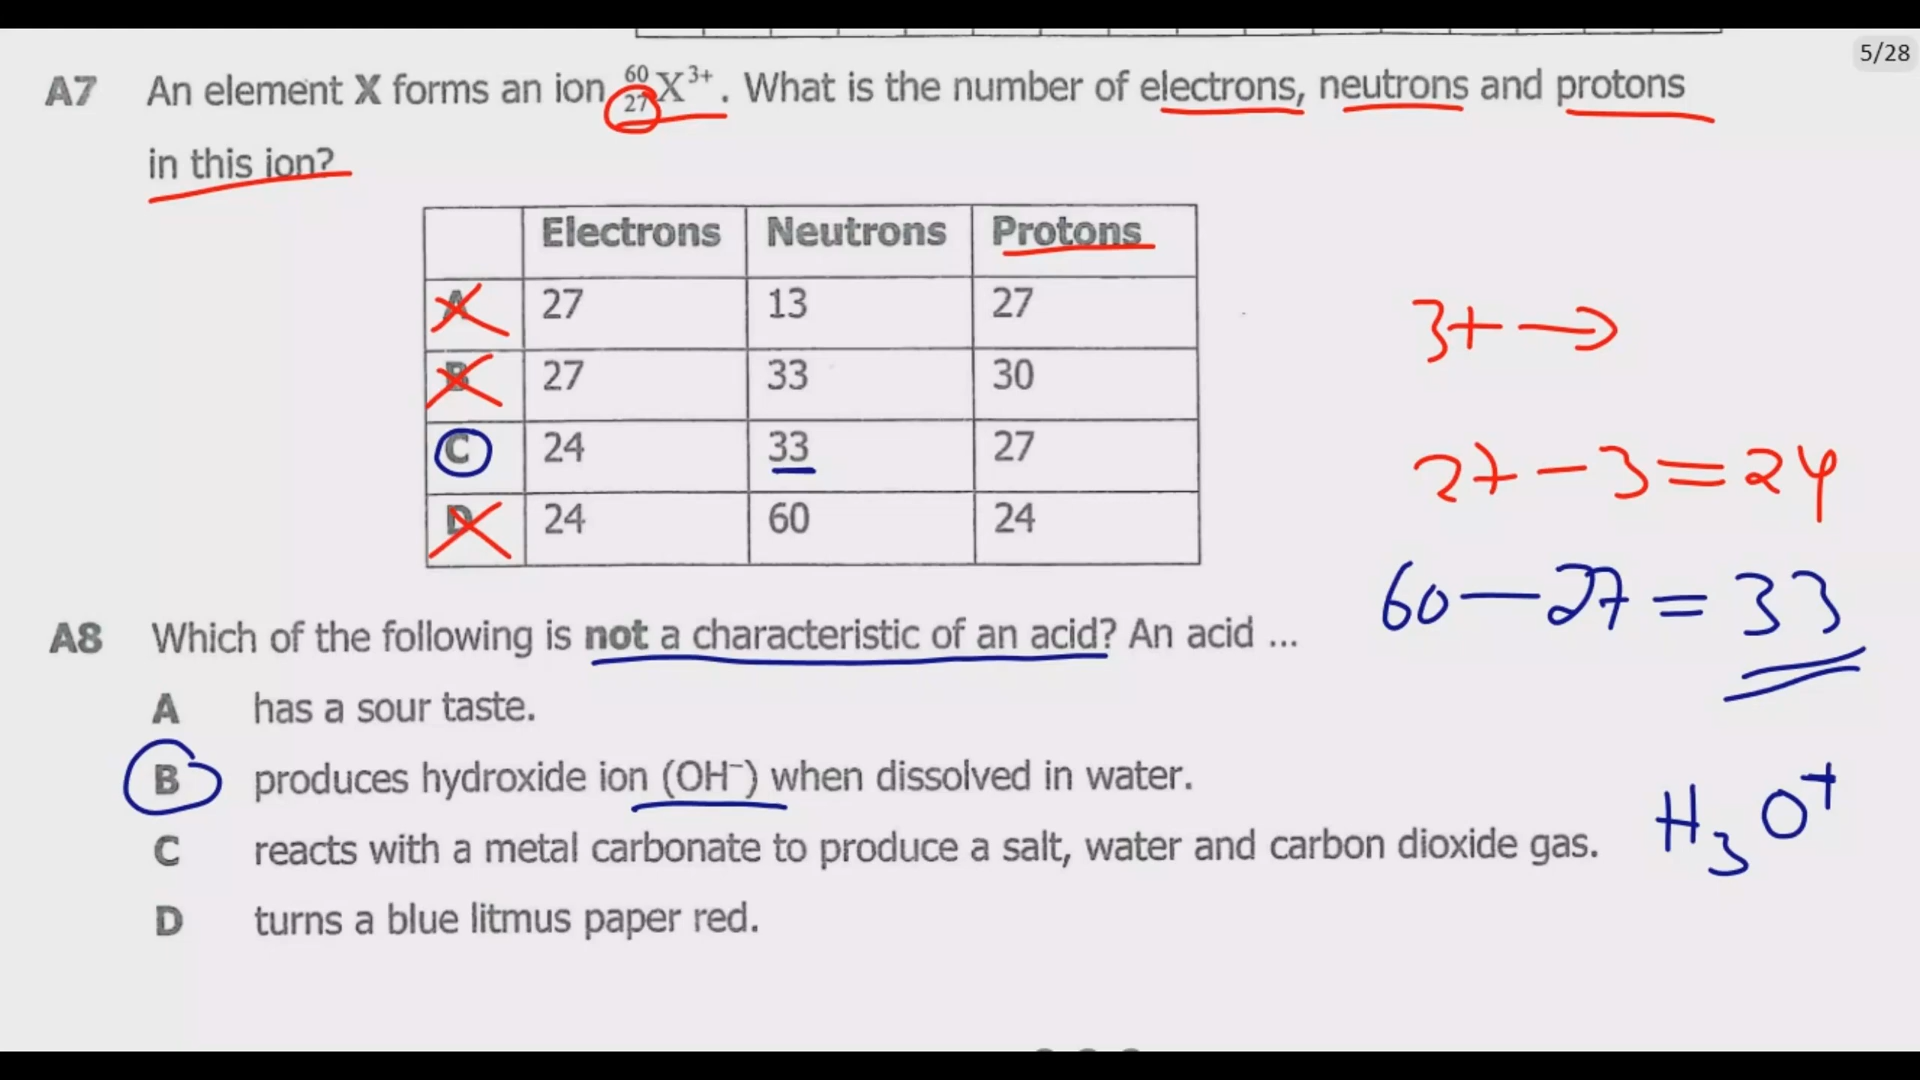 5/28
A7 An element X forms an ion ⁶⁰₂₇X³⁺. What is the number of electrons, neutrons and protons
in this ion?
Electrons Neutrons Protons
A 27 13 27
B 27 33 30
C 24 33 27
D 24 60 24
3+ →
27 - 3 = 24
60 - 27 = 33
A8 Which of the following is not a characteristic of an acid? An acid ...
A has a sour taste.
B produces hydroxide ion (OH⁻) when dissolved in water.
C reacts with a metal carbonate to produce a salt, water and carbon dioxide gas.
D turns a blue litmus paper red.
H₃O⁺